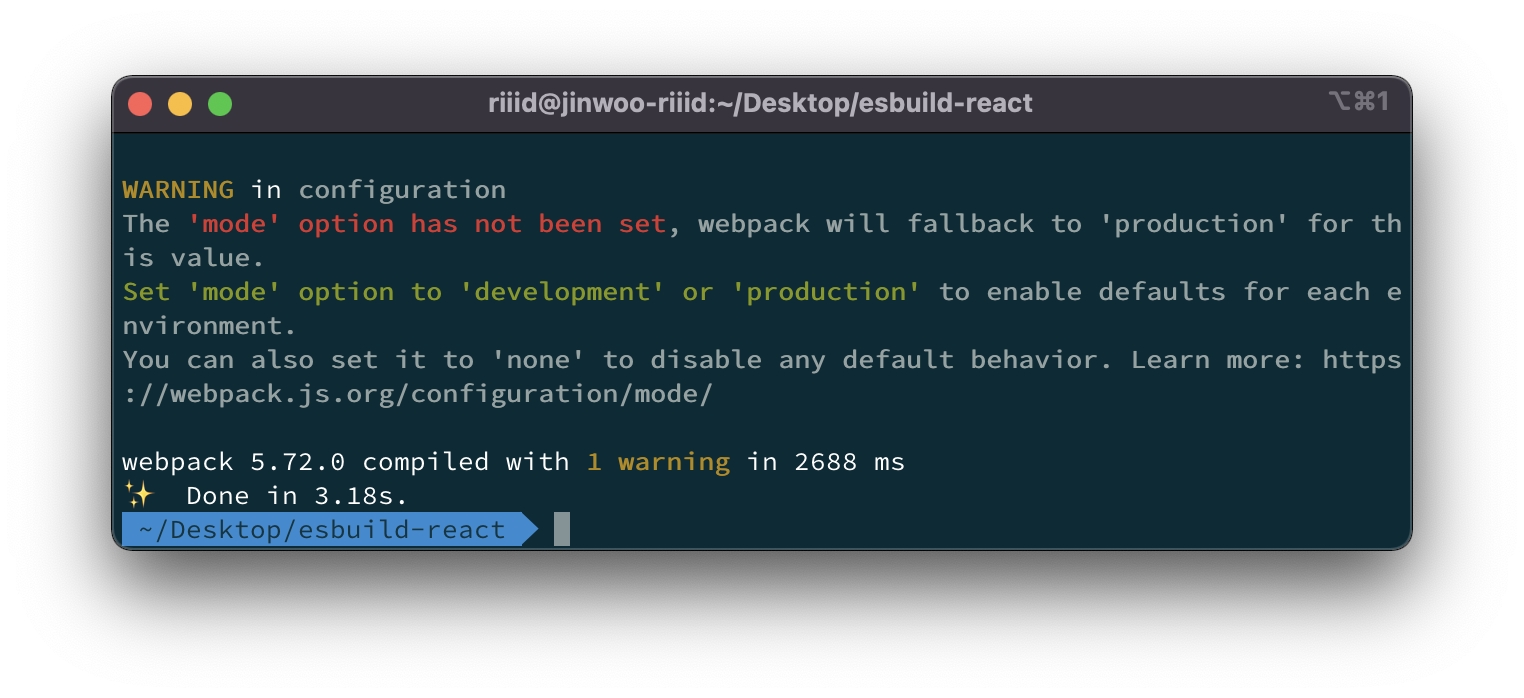 riiid@jinwoo-riiid:~/Desktop/esbuild-react
⌥⌘1
WARNING in configuration
The 'mode' option has not been set, webpack will fallback to 'production' for th
is value.
Set 'mode' option to 'development' or 'production' to enable defaults for each e
nvironment.
You can also set it to 'none' to disable any default behavior. Learn more: https
://webpack.js.org/configuration/mode/
webpack 5.72.0 compiled with 1 warning in 2688 ms
✨  Done in 3.18s.
~/Desktop/esbuild-react